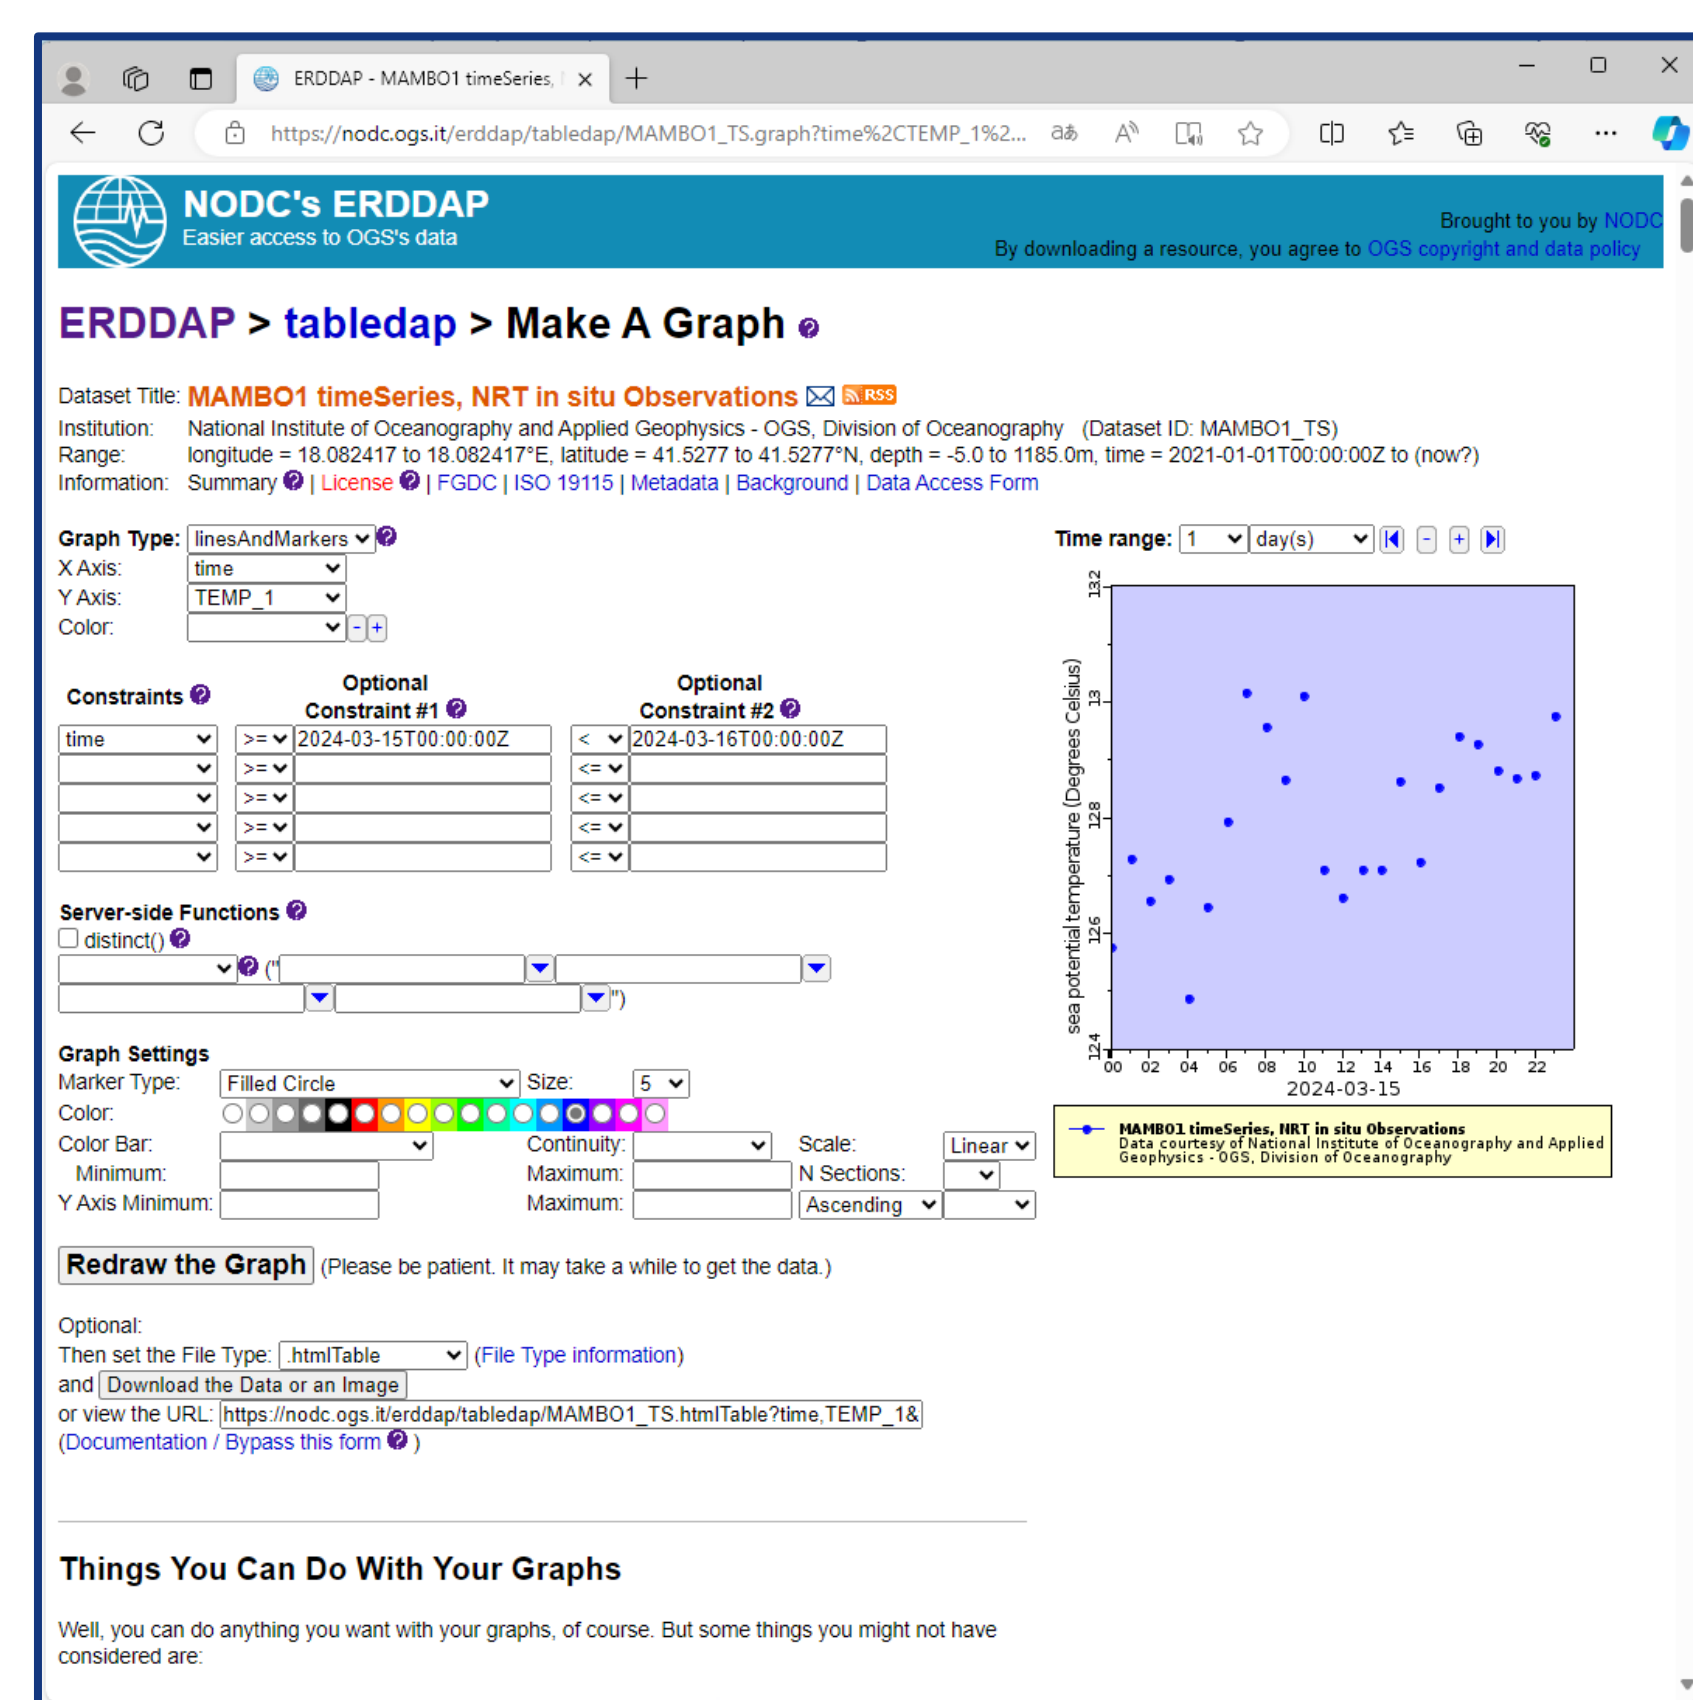 ERDDAP - MAMBO1 timeSeries,
https://nodc.ogs.it/erddap/tabledap/MAMBO1_TS.graph?time%2CTEMP_1%2...
NODC's ERDDAP
Easier access to OGS's data
Brought to you by NODC
By downloading a resource, you agree to OGS copyright and data policy
ERDDAP > tabledap > Make A Graph ?
Dataset Title: MAMBO1 timeSeries, NRT in situ Observations RSS
Institution: National Institute of Oceanography and Applied Geophysics - OGS, Division of Oceanography (Dataset ID: MAMBO1_TS)
Range: longitude = 18.082417 to 18.082417°E, latitude = 41.5277 to 41.5277°N, depth = -5.0 to 1185.0m, time = 2021-01-01T00:00:00Z to (now?)
Information: Summary ? | License ? | FGDC | ISO 19115 | Metadata | Background | Data Access Form
Graph Type: linesAndMarkers ?
X Axis: time
Y Axis: TEMP_1
Color: - +
Constraints ? Optional Constraint #1 ? Optional Constraint #2 ?
time >= 2024-03-15T00:00:00Z < 2024-03-16T00:00:00Z
>= <=
>= <=
>= <=
>= <=
Server-side Functions ?
distinct() ?
? ("
")
Graph Settings
Marker Type: Filled Circle Size: 5
Color:
Color Bar: Continuity: Scale: Linear
Minimum: Maximum: N Sections:
Y Axis Minimum: Maximum: Ascending
Redraw the Graph (Please be patient. It may take a while to get the data.)
Optional:
Then set the File Type: .htmlTable (File Type information)
and Download the Data or an Image
or view the URL: https://nodc.ogs.it/erddap/tabledap/MAMBO1_TS.htmlTable?time,TEMP_1&
(Documentation / Bypass this form ? )
Time range: 1 day(s) - +
sea potential temperature (Degrees Celsius)
13.2
13
12.8
12.6
12.4
00 02 04 06 08 10 12 14 16 18 20 22
2024-03-15
MAMBO1 timeSeries, NRT in situ Observations
Data courtesy of National Institute of Oceanography and Applied
Geophysics - OGS, Division of Oceanography
Things You Can Do With Your Graphs
Well, you can do anything you want with your graphs, of course. But some things you might not have
considered are: